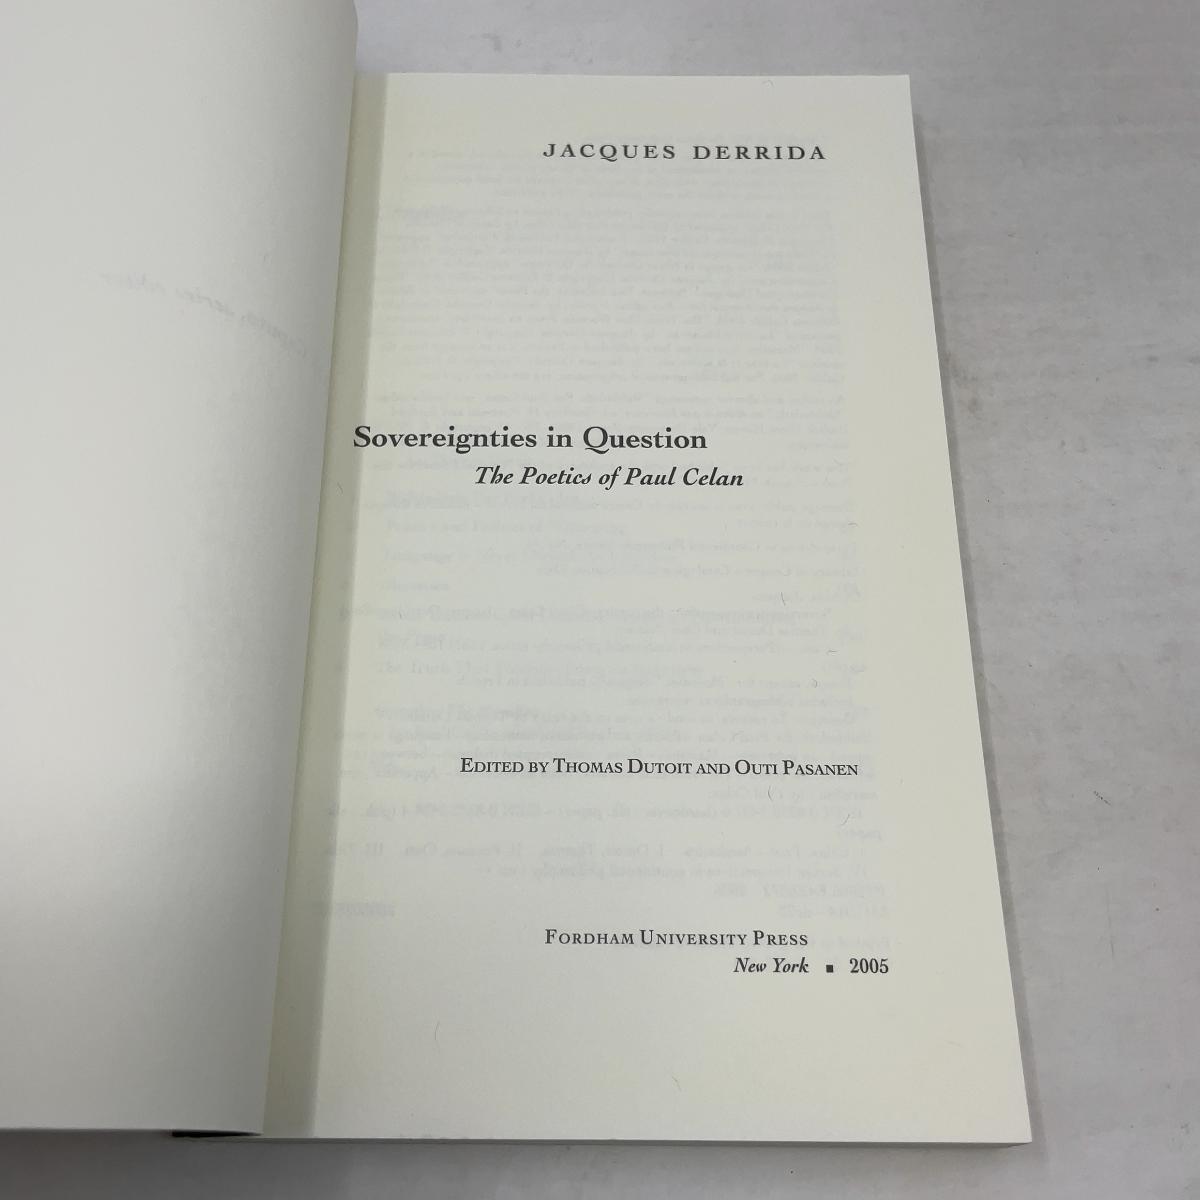 JACQUES DERRIDA
Sovereignties in Question
The Poetics of Paul Celan
EDITED BY THOMAS DUTOIT AND OUTI PASANEN
FORDHAM UNIVERSITY PRESS
New York ■ 2005